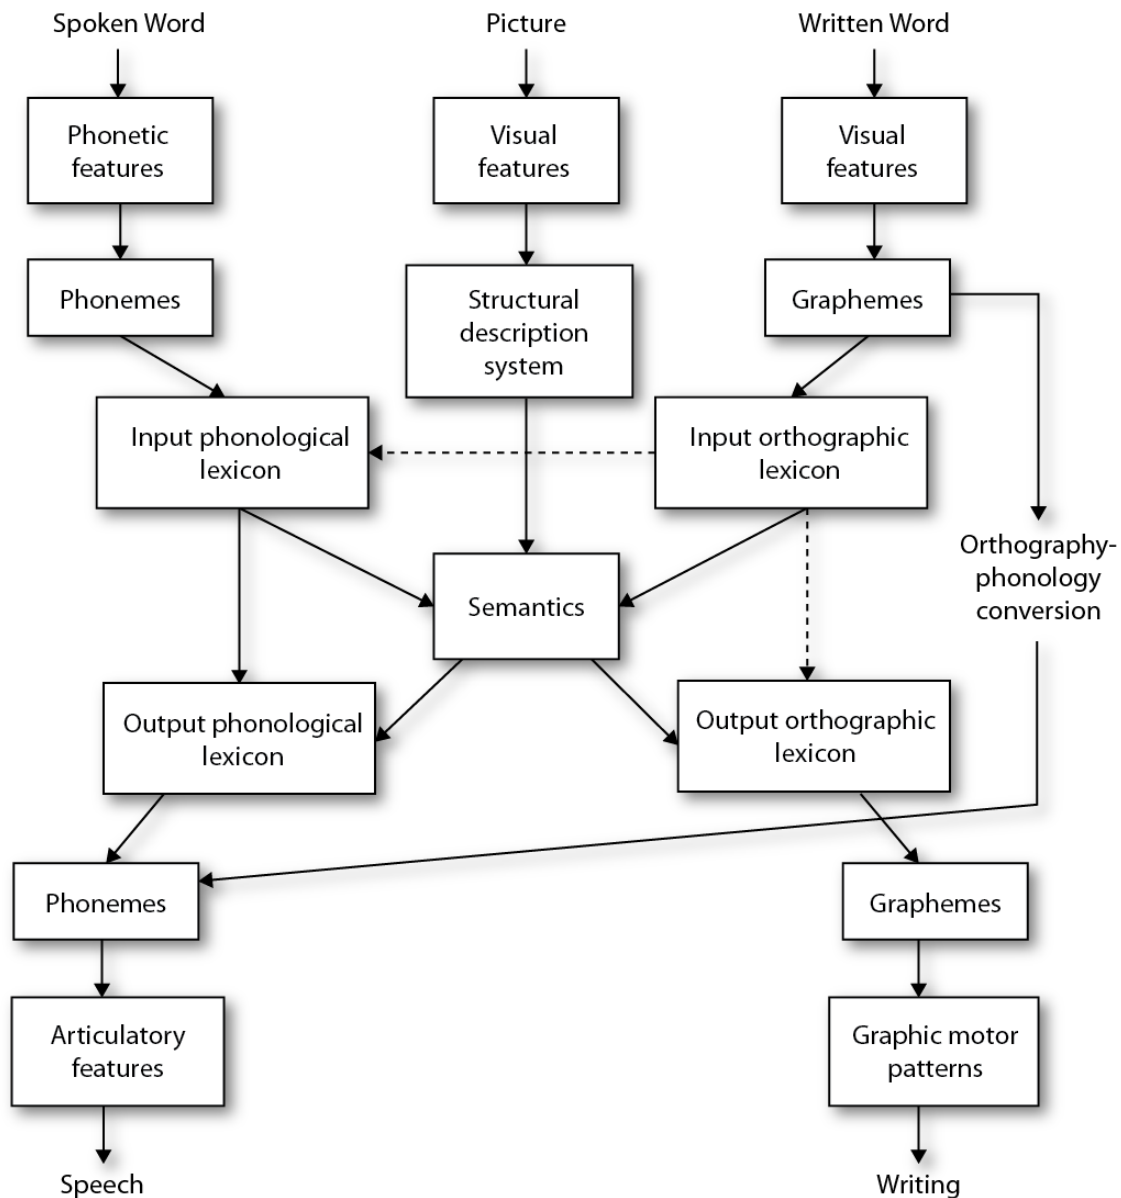 Spoken Word
Picture
Written Word
Phonetic
features
Visual
features
Visual
features
Phonemes
Structural
description
system
Graphemes
Input phonological
lexicon
Input orthographic
lexicon
Orthography-
phonology
conversion
Semantics
Output phonological
lexicon
Output orthographic
lexicon
Phonemes
Graphemes
Articulatory
features
Graphic motor
patterns
Speech
Writing